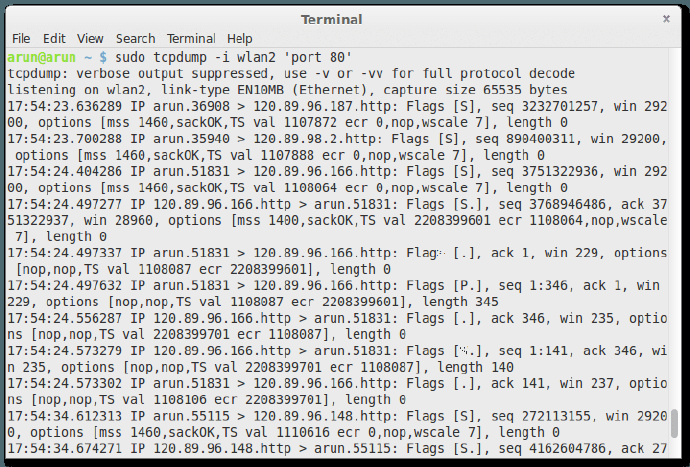 Terminal
File Edit View Search Terminal Help
arun@arun ~ $ sudo tcpdump -i wlan2 'port 80'
tcpdump: verbose output suppressed, use -v or -vv for full protocol decode
listening on wlan2, link-type EN10MB (Ethernet), capture size 65535 bytes
17:54:23.636289 IP arun.36908 > 120.89.96.187.http: Flags [S], seq 3232701257, win 292
00, options [mss 1460,sackOK,TS val 1107872 ecr 0,nop,wscale 7], length 0
17:54:23.700288 IP arun.35940 > 120.89.98.2.http: Flags [S], seq 890400311, win 29200,
 options [mss 1460,sackOK,TS val 1107888 ecr 0,nop,wscale 7], length 0
17:54:24.404286 IP arun.51831 > 120.89.96.166.http: Flags [S], seq 3751322936, win 292
00, options [mss 1460,sackOK,TS val 1108064 ecr 0,nop,wscale 7], length 0
17:54:24.497277 IP 120.89.96.166.http > arun.51831: Flags [S.], seq 3768946486, ack 37
51322937, win 28960, options [mss 1400,sackOK,TS val 2208399601 ecr 1108064,nop,wscale
 7], length 0
17:54:24.497337 IP arun.51831 > 120.89.96.166.http: Flags [.], ack 1, win 229, options
 [nop,nop,TS val 1108087 ecr 2208399601], length 0
17:54:24.497632 IP arun.51831 > 120.89.96.166.http: Flags [P.], seq 1:346, ack 1, win
229, options [nop,nop,TS val 1108087 ecr 2208399601], length 345
17:54:24.556287 IP 120.89.96.166.http > arun.51831: Flags [.], ack 346, win 235, optio
ns [nop,nop,TS val 2208399701 ecr 1108087], length 0
17:54:24.573279 IP 120.89.96.166.http > arun.51831: Flags seq 1:141, ack 346, wi
n 235, options [nop,nop,TS val 2208399701 ecr 1108087], length 140
17:54:24.573302 IP arun.51831 > 120.89.96.166.http: Flags [.], ack 141, win 237, optio
ns [nop,nop,TS val 1108106 ecr 2208399701], length 0
17:54:34.612313 IP arun.55115 > 120.89.96.148.http: Flags [S], seq 272113155, win 2920
0, options [mss 1460,sackOK,TS val 1110616 ecr 0,nop,wscale 7], length 0
17:54:34.674271 IP 120.89.96.148.http > arun.55115: Flags [S.], seq 4162604786, ack 27